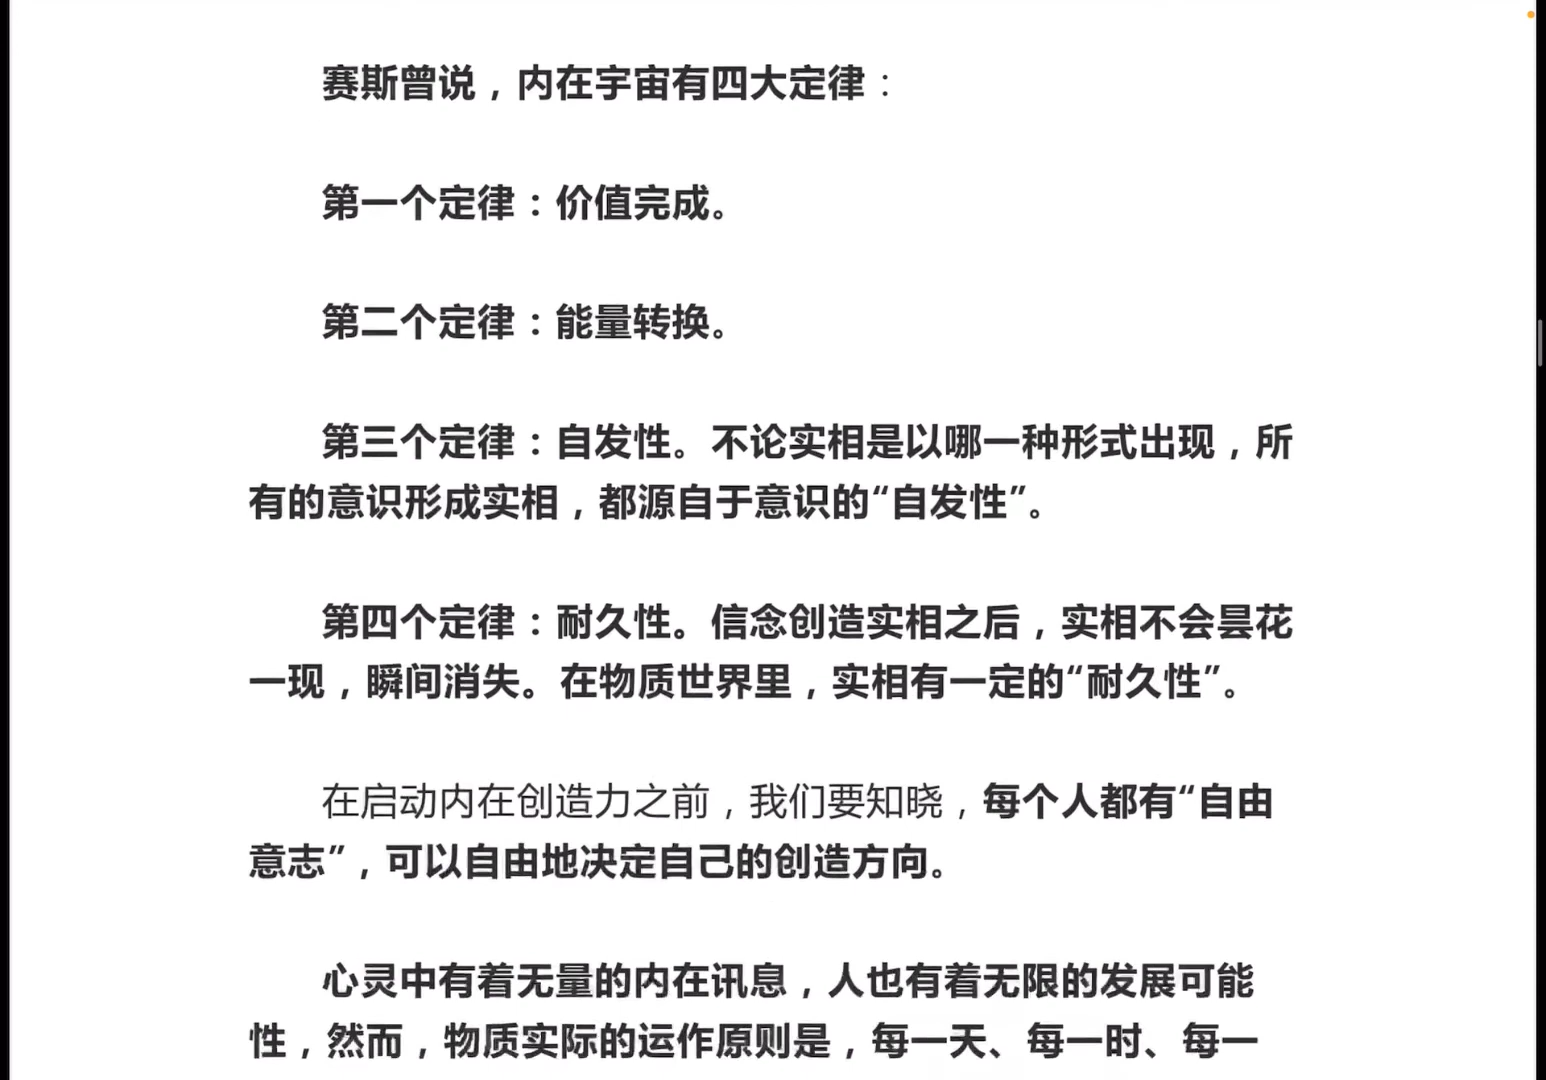 赛斯曾说，内在宇宙有四大定律：
第一个定律：价值完成。
第二个定律：能量转换。
第三个定律：自发性。不论实相是以哪一种形式出现，所
有的意识形成实相，都源自于意识的“自发性”。
第四个定律：耐久性。信念创造实相之后，实相不会昙花
一现，瞬间消失。在物质世界里，实相有一定的“耐久性”。
在启动内在创造力之前，我们要知晓，每个人都有“自由
意志”，可以自由地决定自己的创造方向。
心灵中有着无量的内在讯息，人也有着无限的发展可能
性，然而，物质实际的运作原则是，每一天、每一时、每一